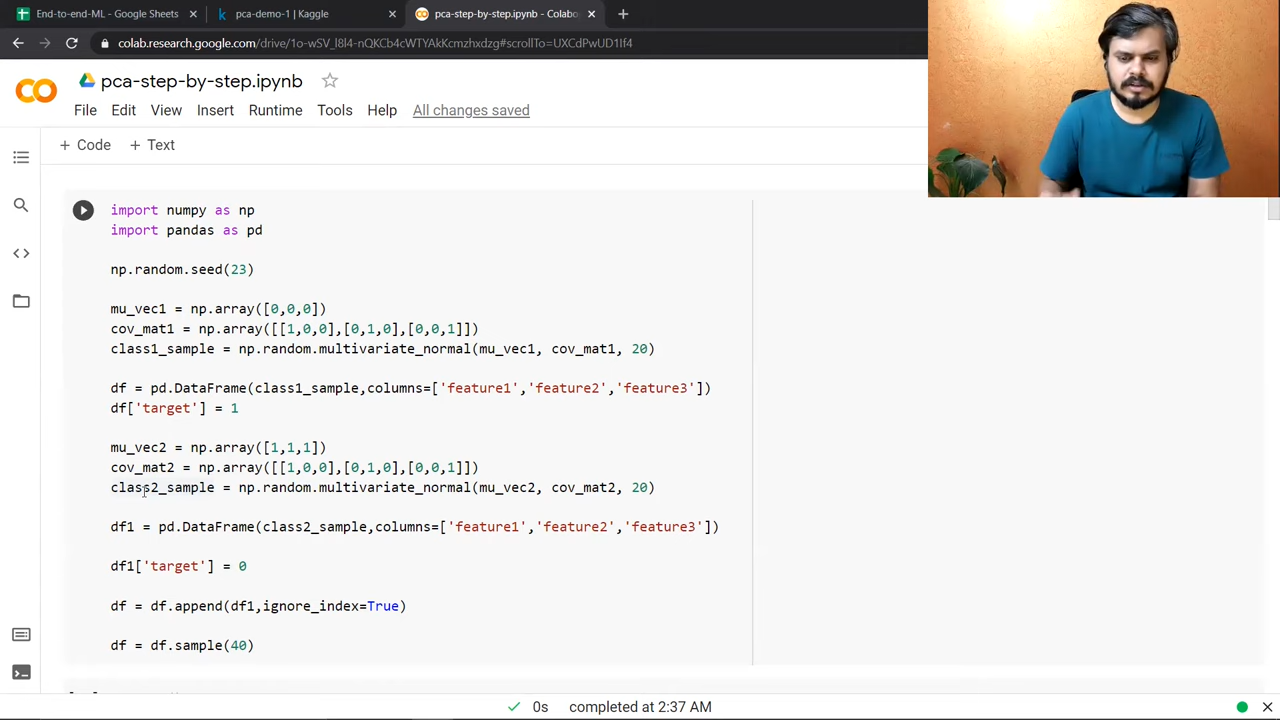 End-to-end-ML - Google Sheets
pca-demo-1 | Kaggle
pca-step-by-step.ipynb - Colabo
colab.research.google.com/drive/1o-wSV_l8l4-nQKCb4cWTYAkKcmzhxdzg#scrollTo=UXCdPwUD1If4
pca-step-by-step.ipynb
File Edit View Insert Runtime Tools Help All changes saved
+ Code + Text
import numpy as np
import pandas as pd
np.random.seed(23)
mu_vec1 = np.array([0,0,0])
cov_mat1 = np.array([[1,0,0],[0,1,0],[0,0,1]])
class1_sample = np.random.multivariate_normal(mu_vec1, cov_mat1, 20)
df = pd.DataFrame(class1_sample,columns=['feature1','feature2','feature3'])
df['target'] = 1
mu_vec2 = np.array([1,1,1])
cov_mat2 = np.array([[1,0,0],[0,1,0],[0,0,1]])
class2_sample = np.random.multivariate_normal(mu_vec2, cov_mat2, 20)
df1 = pd.DataFrame(class2_sample,columns=['feature1','feature2','feature3'])
df1['target'] = 0
df = df.append(df1,ignore_index=True)
df = df.sample(40)
0s completed at 2:37 AM